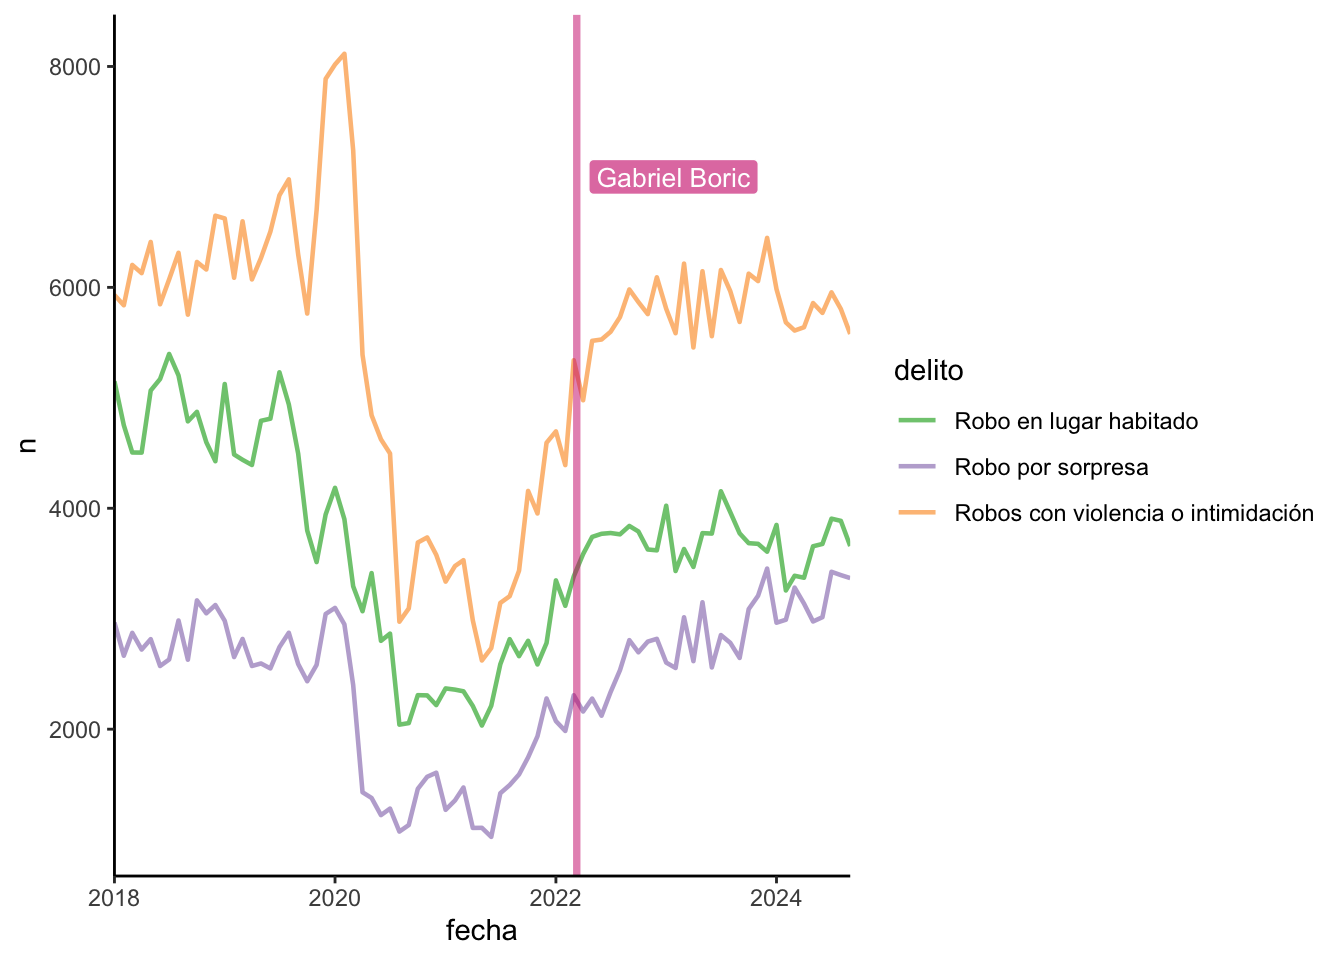 8000
6000
4000
2000
n
2018
2020
2022
2024
fecha
Gabriel Boric
delito
Robo en lugar habitado
Robo por sorpresa
Robos con violencia o intimidación